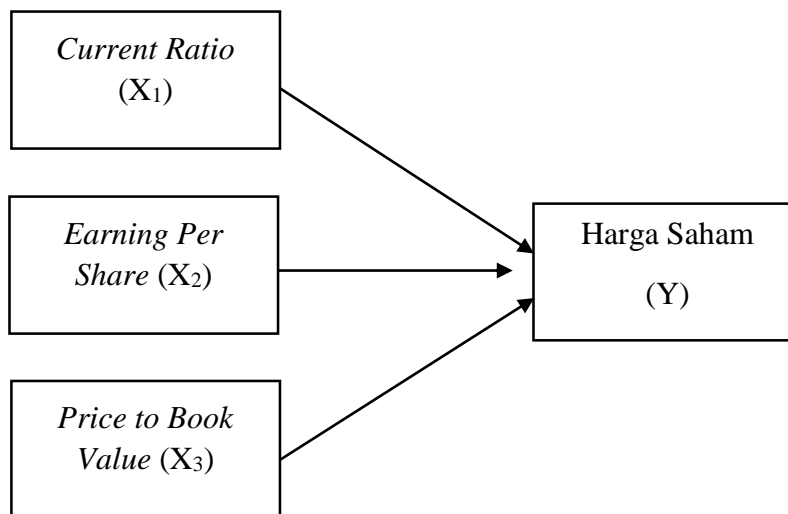 Current Ratio
(X₁)
Earning Per
Share (X₂)
Price to Book
Value (X₃)
Harga Saham
(Y)